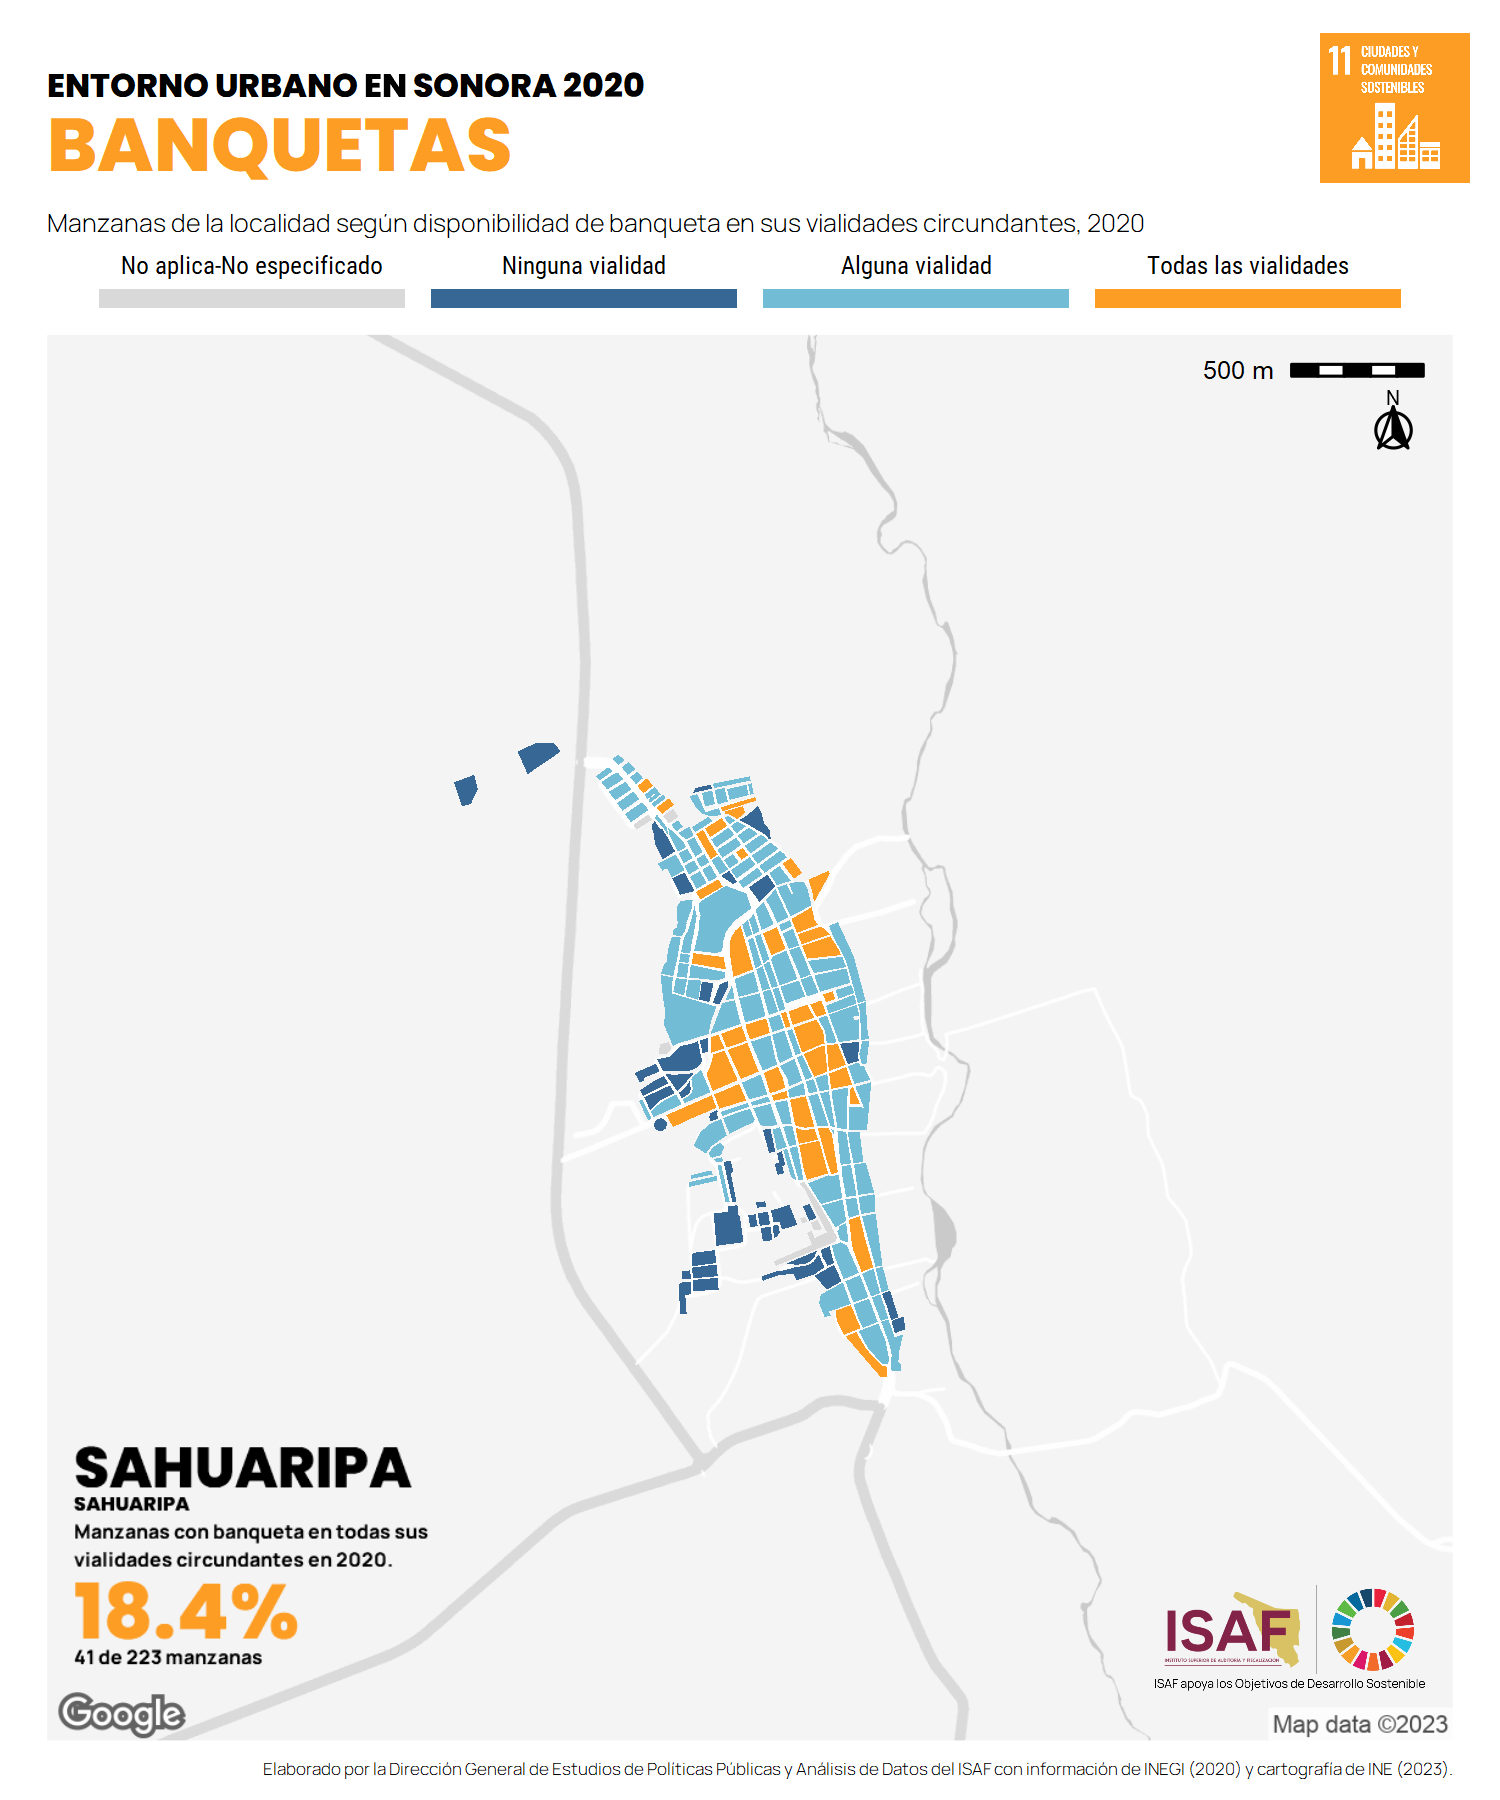 ENTORNO URBANO EN SONORA 2020
BANQUETAS
11 CIUDADES Y
COMUNIDADES
SOSTENIBLES
Manzanas de la localidad según disponibilidad de banqueta en sus vialidades circundantes, 2020
No aplica-No especificado
Ninguna vialidad
Alguna vialidad
Todas las vialidades
500 m
N
SAHUARIPA
SAHUARIPA
Manzanas con banqueta en todas sus
vialidades circundantes en 2020.
18.4%
41 de 223 manzanas
ISAF
INSTITUTO SUPERIOR DE AUDITORÍA Y FISCALIZACIÓN
ISAF apoya los Objetivos de Desarrollo Sostenible
Google
Map data ©2023
Elaborado por la Dirección General de Estudios de Políticas Públicas y Análisis de Datos del ISAF con información de INEGI (2020) y cartografía de INE (2023).